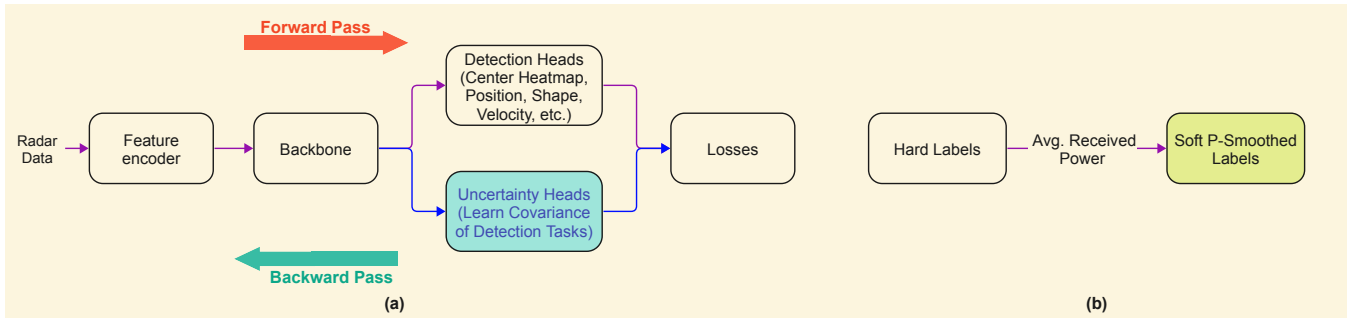 Forward Pass
Radar
Data
Feature
encoder
Backbone
Detection Heads
(Center Heatmap,
Position, Shape,
Velocity, etc.)
Uncertainty Heads
(Learn Covariance
of Detection Tasks)
Losses
Backward Pass
(a)
Hard Labels
Avg. Received
Power
Soft P-Smoothed
Labels
(b)